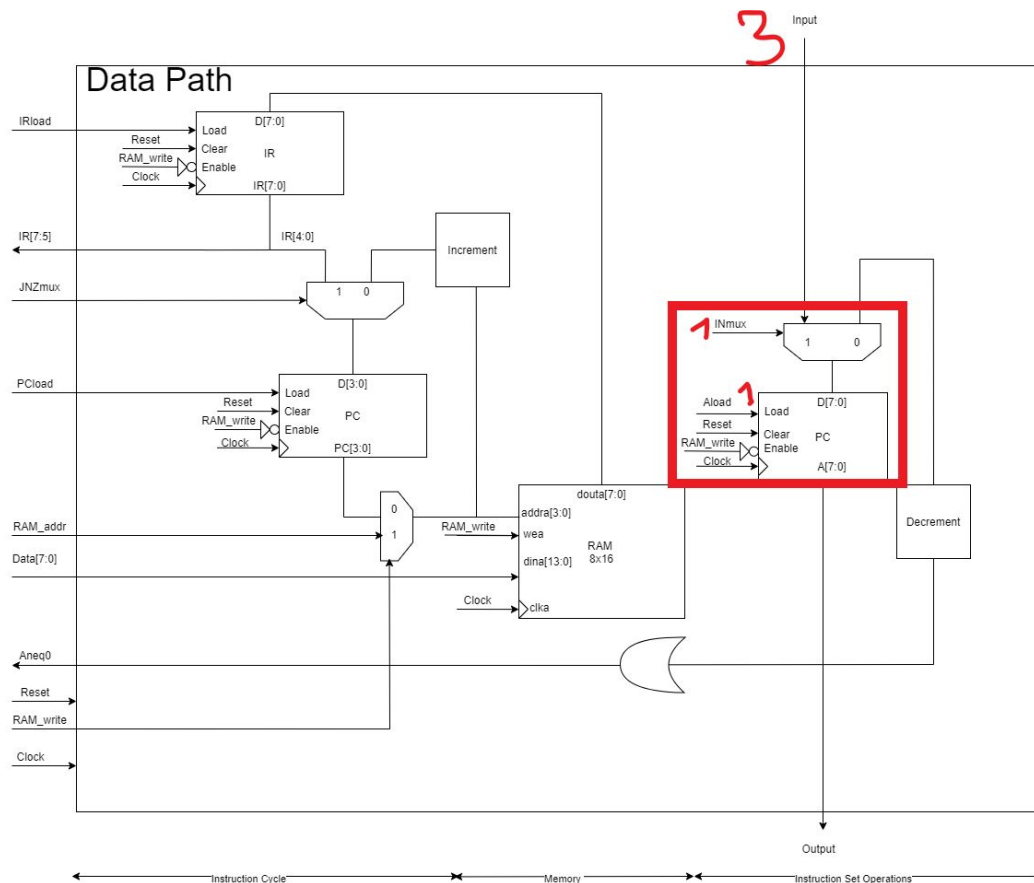 3
Input
Data Path
IRload
D[7:0]
Load
Reset
Clear
IR
RAM_write
Enable
Clock
IR[7:0]
IR[7:5]
IR[4:0]
Increment
JNZmux
1 0
1
INmux
1 0
PCload
D[3:0]
Load
Reset
Clear
PC
RAM_write
Enable
Clock
PC[3:0]
1
Aload
D[7:0]
Load
Reset
Clear
PC
RAM_write
Enable
Clock
A[7:0]
0
1
RAM_addr
Data[7:0]
douta[7:0]
addra[3:0]
RAM_write
wea
RAM
8x16
dina[13:0]
Clock
clka
Decrement
Aneq0
Reset
RAM_write
Clock
Output
Instruction Cycle
Memory
Instruction Set Operations